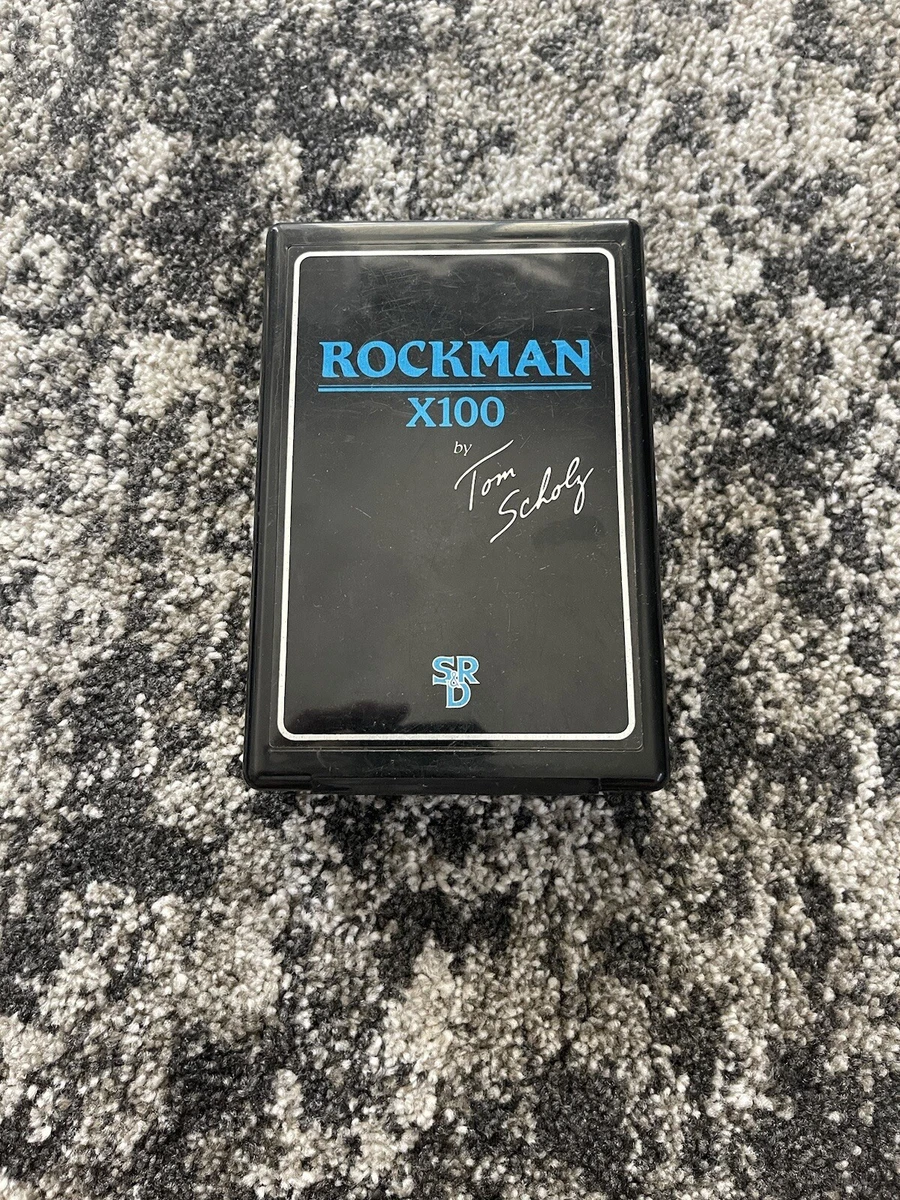 ROCKMAN
X100
by
Tom
Scholz
SR
&
D